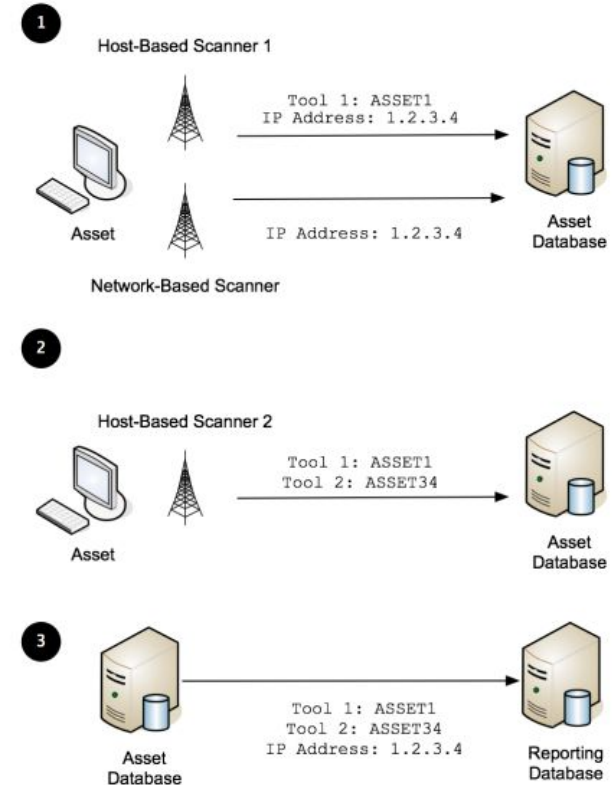 1
Host-Based Scanner 1
Tool 1: ASSET1
IP Address: 1.2.3.4
Asset
IP Address: 1.2.3.4
Asset
Database
Network-Based Scanner
2
Host-Based Scanner 2
Tool 1: ASSET1
Tool 2: ASSET34
Asset
Asset
Database
3
Tool 1: ASSET1
Tool 2: ASSET34
IP Address: 1.2.3.4
Asset
Database
Reporting
Database